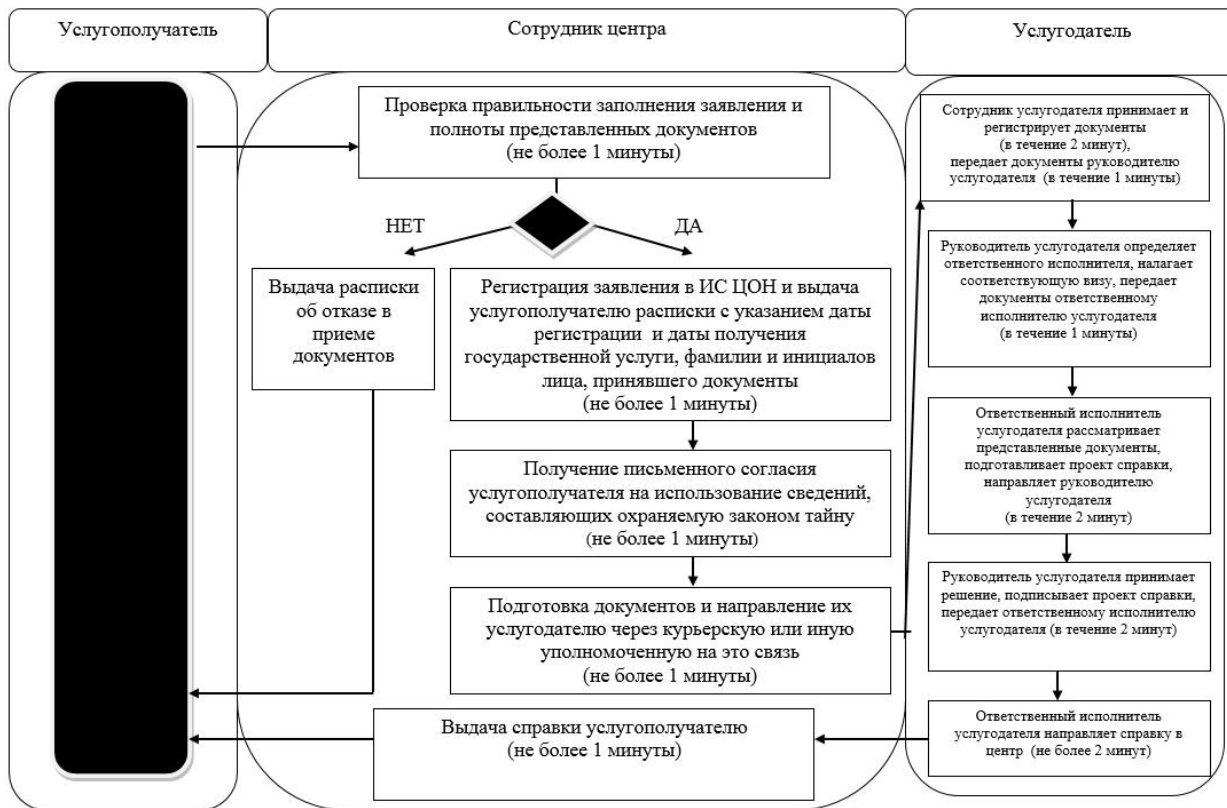 Услугополучатель
Сотрудник центра
Услугодатель
Проверка правильности заполнения заявления и
полноты представленных документов
(не более 1 минуты)
НЕТ
ДА
Выдача расписки
об отказе в
приеме
документов
Регистрация заявления в ИС ЦОН и выдача
услугополучателю расписки с указанием даты
регистрации и даты получения
государственной услуги, фамилии и инициалов
лица, принявшего документы
(не более 1 минуты)
Получение письменного согласия
услугополучателя на использование сведений,
составляющих охраняемую законом тайну
(не более 1 минуты)
Подготовка документов и направление их
услугодателю через курьерскую или иную
уполномоченную на это связь
(не более 1 минуты)
Выдача справки услугополучателю
(не более 1 минуты)
Сотрудник услугодателя принимает и
регистрирует документы
(в течение 2 минут),
передает документы руководителю
услугодателя (в течение 1 минуты)
Руководитель услугодателя определяет
ответственного исполнителя, налагает
соответствующую визу, передает
документы ответственному
исполнителю услугодателя
(в течение 1 минуты)
Ответственный исполнитель
услугодателя рассматривает
представленные документы,
подготавливает проект справки,
направляет руководителю
услугодателя
(в течение 2 минут)
Руководитель услугодателя принимает
решение, подписывает проект справки,
передает ответственному исполнителю
услугодателя (в течение 2 минут)
Ответственный исполнитель
услугодателя направляет справку в
центр (не более 2 минут)